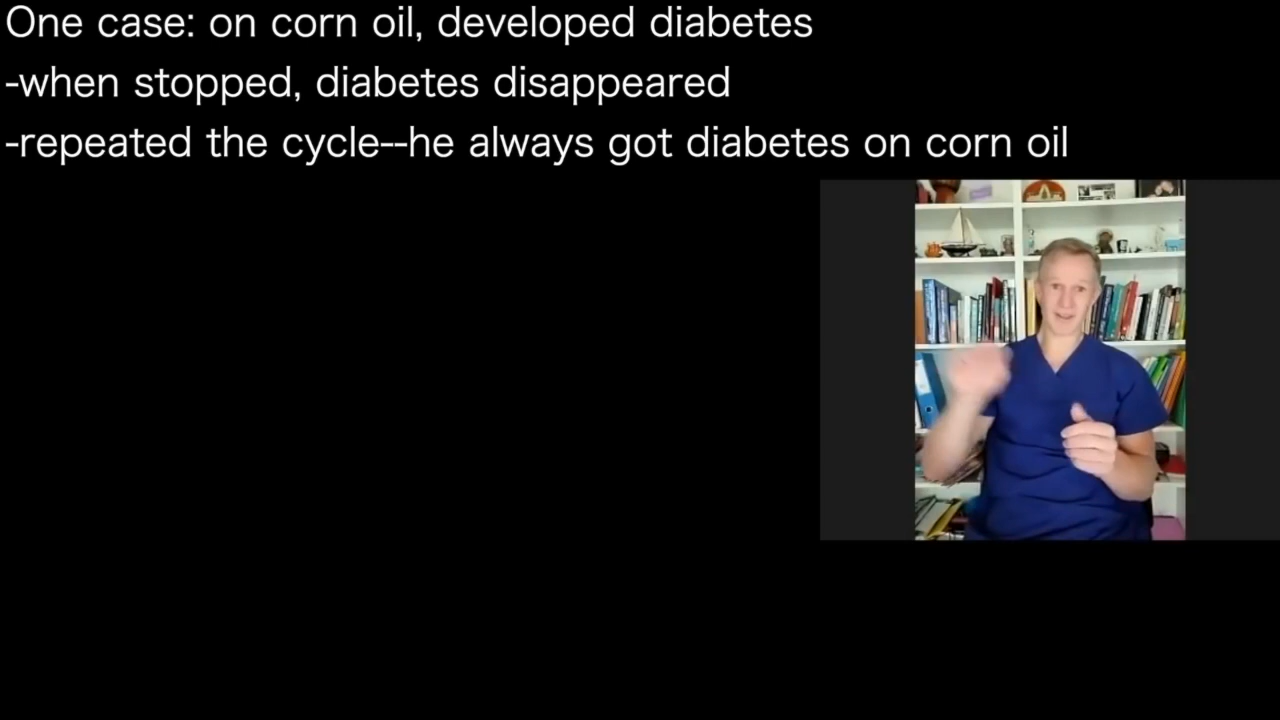 One case: on corn oil, developed diabetes
-when stopped, diabetes disappeared
-repeated the cycle--he always got diabetes on corn oil